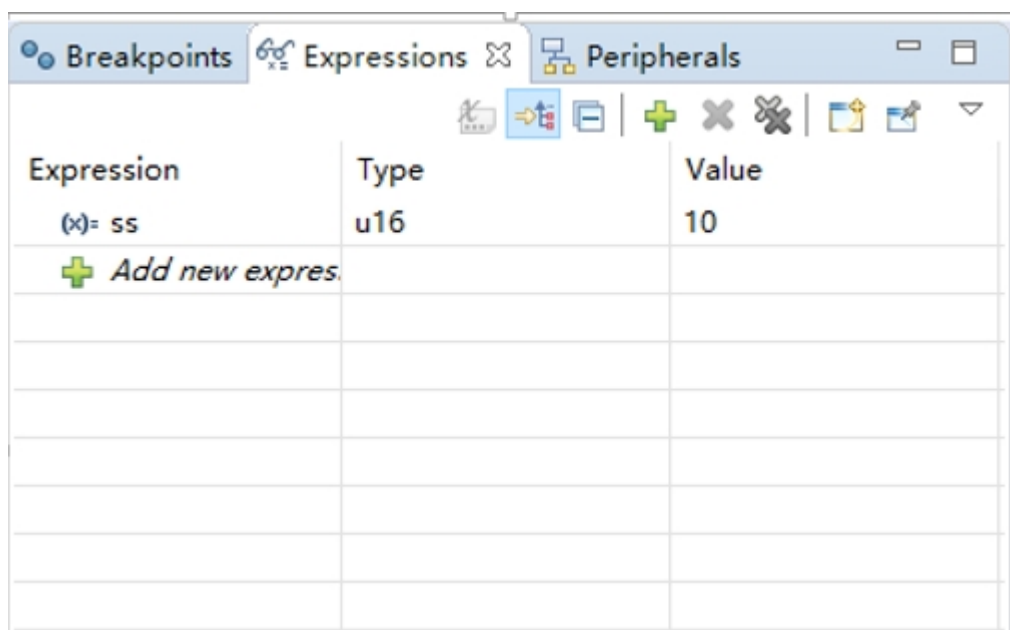 Breakpoints Expressions Peripherals
Expression Type Value
(x)= ss u16 10
Add new expres